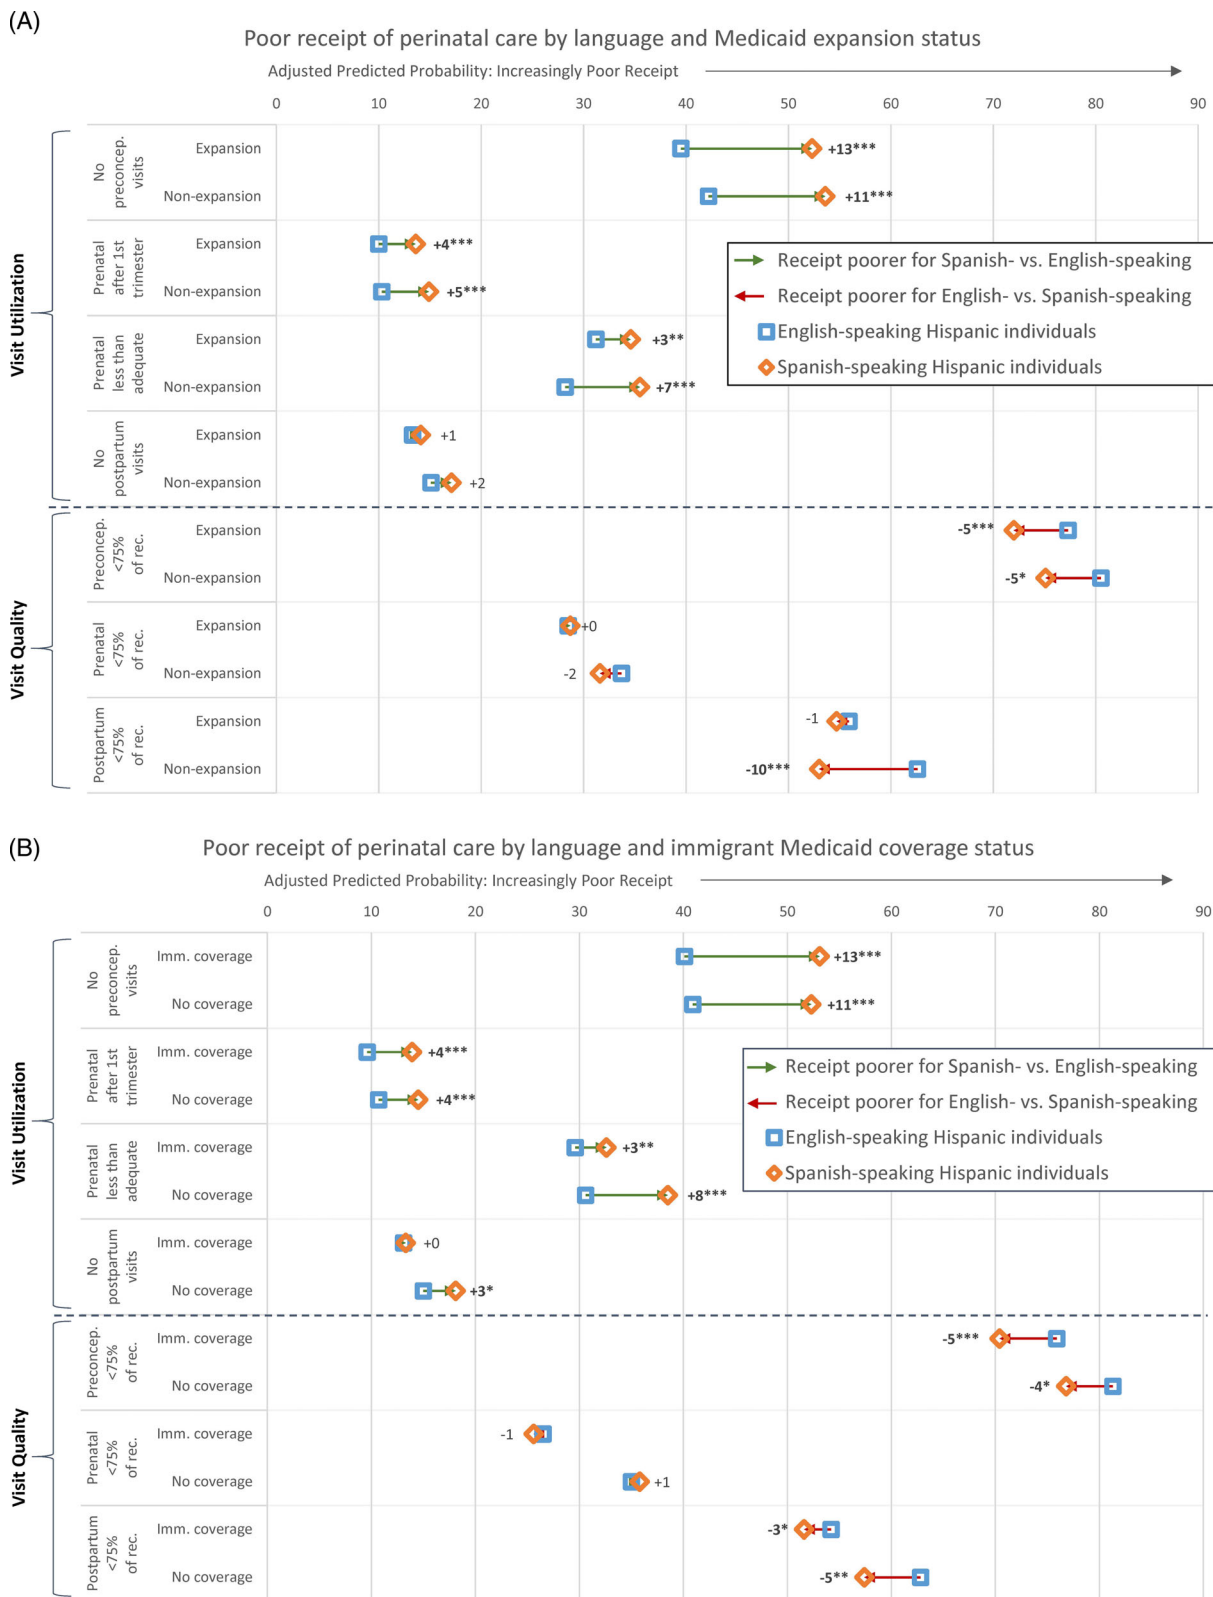 (A)
Poor receipt of perinatal care by language and Medicaid expansion status
Adjusted Predicted Probability: Increasingly Poor Receipt
0 10 20 30 40 50 60 70 80 90
Visit Utilization
No
preconcep.
visits
Expansion
+13***
Non-expansion
+11***
Prenatal
after 1st
trimester
Expansion
+4***
Non-expansion
+5***
Prenatal
less than
adequate
Expansion
+3**
Non-expansion
+7***
No
postpartum
visits
Expansion
+1
Non-expansion
+2
Receipt poorer for Spanish- vs. English-speaking
Receipt poorer for English- vs. Spanish-speaking
English-speaking Hispanic individuals
Spanish-speaking Hispanic individuals
Visit Quality
Preconcep.
<75%
of rec.
Expansion
-5***
Non-expansion
-5*
Prenatal
<75%
of rec.
Expansion
+0
Non-expansion
-2
Postpartum
<75%
of rec.
Expansion
-1
Non-expansion
-10***
(B)
Poor receipt of perinatal care by language and immigrant Medicaid coverage status
Adjusted Predicted Probability: Increasingly Poor Receipt
0 10 20 30 40 50 60 70 80 90
Visit Utilization
No
preconcep.
visits
Imm. coverage
+13***
No coverage
+11***
Prenatal
after 1st
trimester
Imm. coverage
+4***
No coverage
+4***
Prenatal
less than
adequate
Imm. coverage
+3**
No coverage
+8***
No
postpartum
visits
Imm. coverage
+0
No coverage
+3*
Receipt poorer for Spanish- vs. English-speaking
Receipt poorer for English- vs. Spanish-speaking
English-speaking Hispanic individuals
Spanish-speaking Hispanic individuals
Visit Quality
Preconcep.
<75%
of rec.
Imm. coverage
-5***
No coverage
-4*
Prenatal
<75%
of rec.
Imm. coverage
-1
No coverage
+1
Postpartum
<75%
of rec.
Imm. coverage
-3*
No coverage
-5**